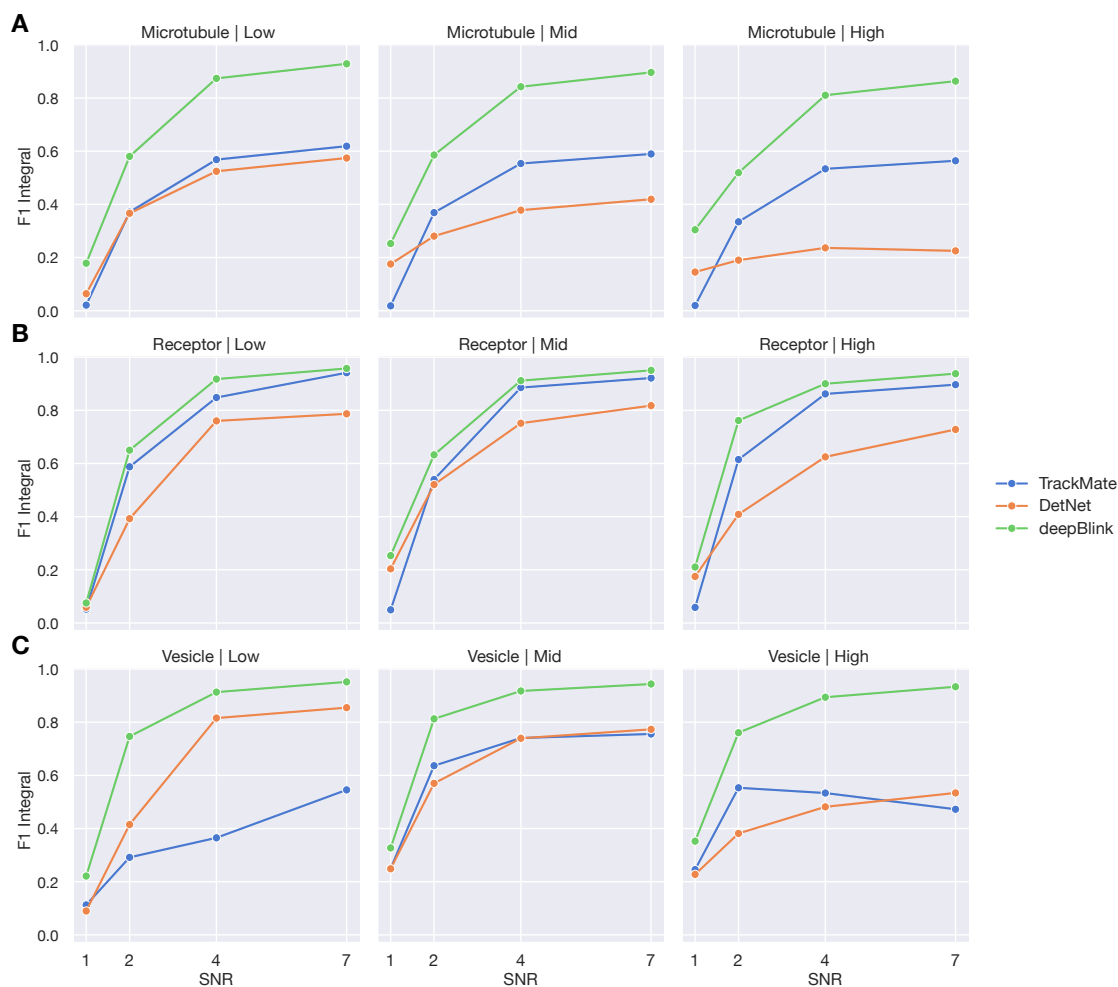 A
Microtubule | Low
Microtubule | Mid
Microtubule | High
1.0
0.8
0.6
0.4
0.2
0.0
F1 Integral
B
Receptor | Low
Receptor | Mid
Receptor | High
1.0
0.8
0.6
0.4
0.2
0.0
F1 Integral
TrackMate
DetNet
deepBlink
C
Vesicle | Low
Vesicle | Mid
Vesicle | High
1.0
0.8
0.6
0.4
0.2
0.0
F1 Integral
1 2 4 7
SNR
1 2 4 7
SNR
1 2 4 7
SNR